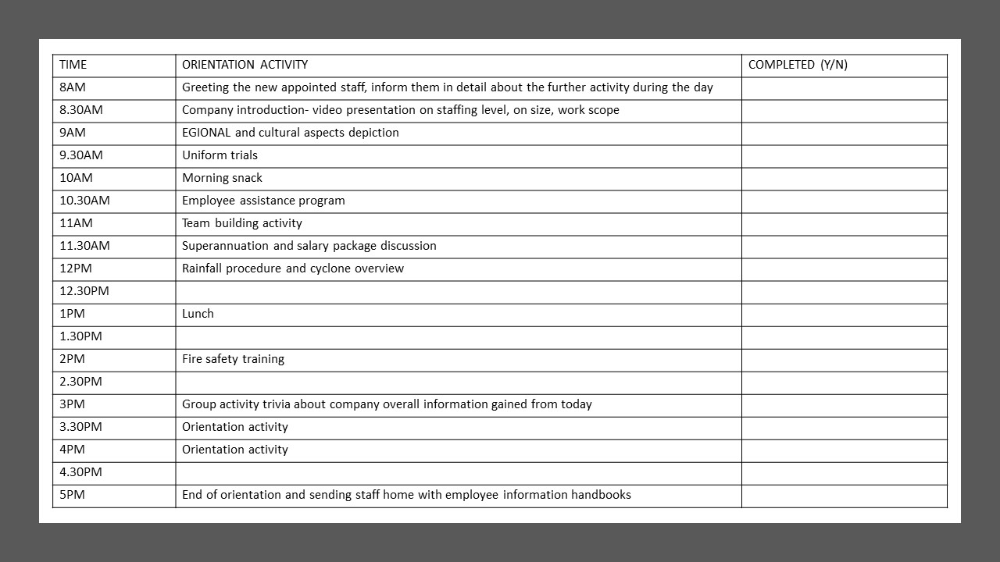 TIME ORIENTATION ACTIVITY COMPLETED (Y/N)
8AM Greeting the new appointed staff, inform them in detail about the further activity during the day
8.30AM Company introduction- video presentation on staffing level, on size, work scope
9AM EGIONAL and cultural aspects depiction
9.30AM Uniform trials
10AM Morning snack
10.30AM Employee assistance program
11AM Team building activity
11.30AM Superannuation and salary package discussion
12PM Rainfall procedure and cyclone overview
12.30PM
1PM Lunch
1.30PM
2PM Fire safety training
2.30PM
3PM Group activity trivia about company overall information gained from today
3.30PM Orientation activity
4PM Orientation activity
4.30PM
5PM End of orientation and sending staff home with employee information handbooks